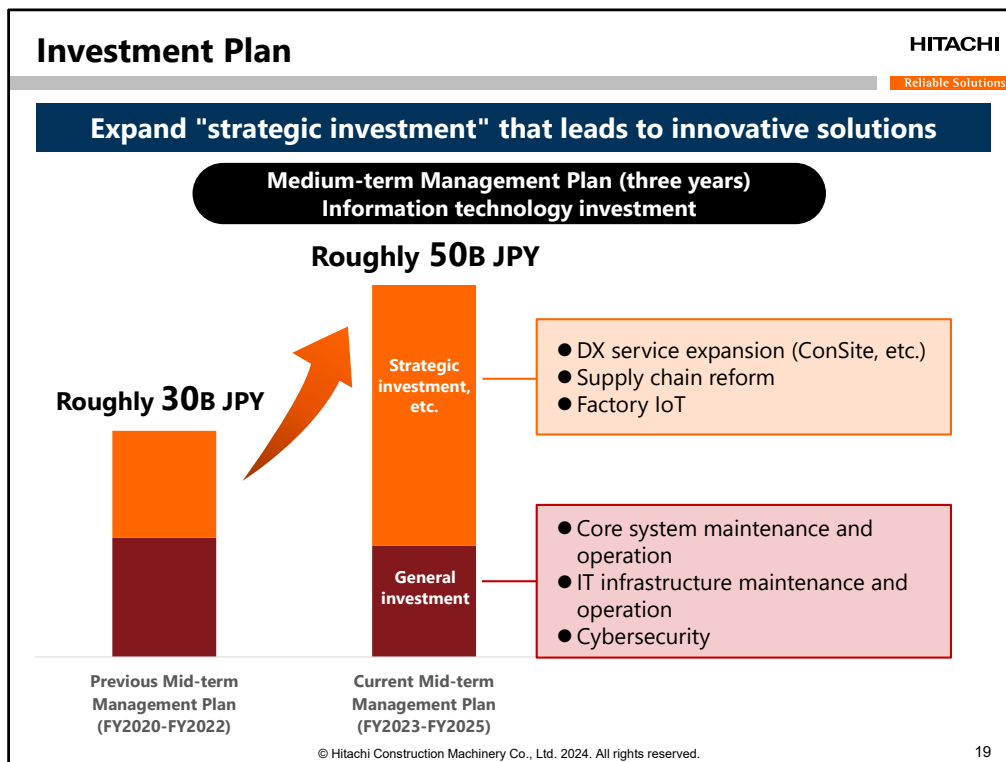 Investment Plan
HITACHI
Reliable Solutions
Expand "strategic investment" that leads to innovative solutions
Medium-term Management Plan (three years)
Information technology investment
Roughly 50B JPY
Roughly 30B JPY
Strategic
investment,
etc.
● DX service expansion (ConSite, etc.)
● Supply chain reform
● Factory IoT
General
investment
● Core system maintenance and
operation
● IT infrastructure maintenance and
operation
● Cybersecurity
Previous Mid-term
Management Plan
(FY2020-FY2022)
Current Mid-term
Management Plan
(FY2023-FY2025)
© Hitachi Construction Machinery Co., Ltd. 2024. All rights reserved.
19